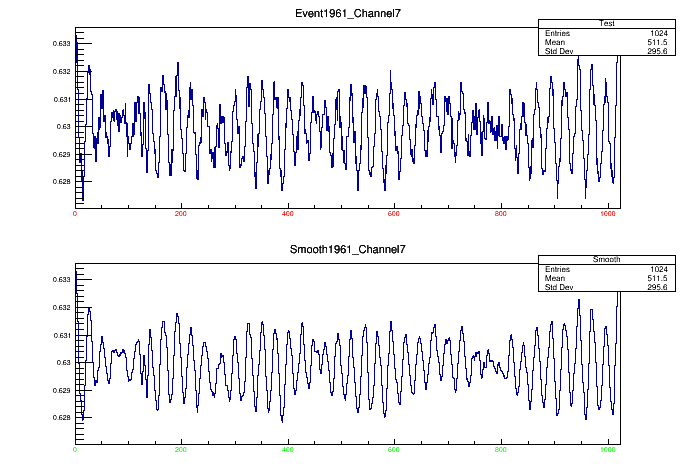 Event1961_Channel7
Test
Entries 1024
Mean 511.5
Std Dev 295.6
0.633
0.632
0.631
0.63
0.629
0.628
0 200 400 600 800 1000
Smooth1961_Channel7
Smooth
Entries 1024
Mean 511.5
Std Dev 295.6
0.633
0.632
0.631
0.63
0.629
0.628
0 200 400 600 800 1000